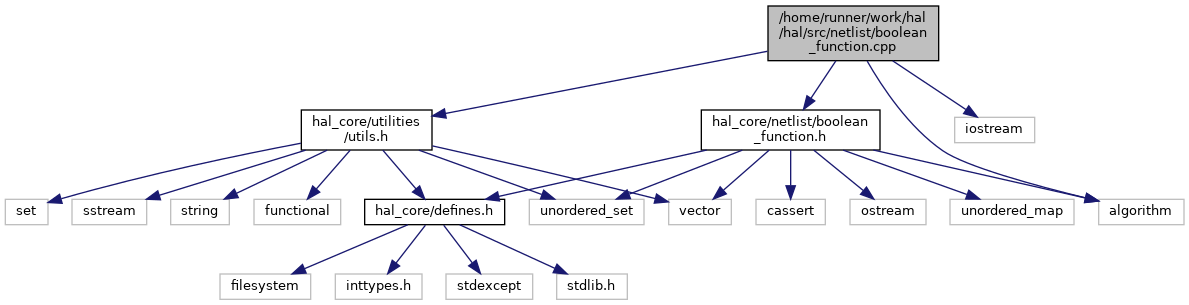 /home/runner/work/hal
/hal/src/netlist/boolean
_function.cpp
hal_core/utilities
/utils.h
hal_core/netlist/boolean
_function.h
iostream
set
sstream
string
functional
hal_core/defines.h
unordered_set
vector
cassert
ostream
unordered_map
algorithm
filesystem
inttypes.h
stdexcept
stdlib.h